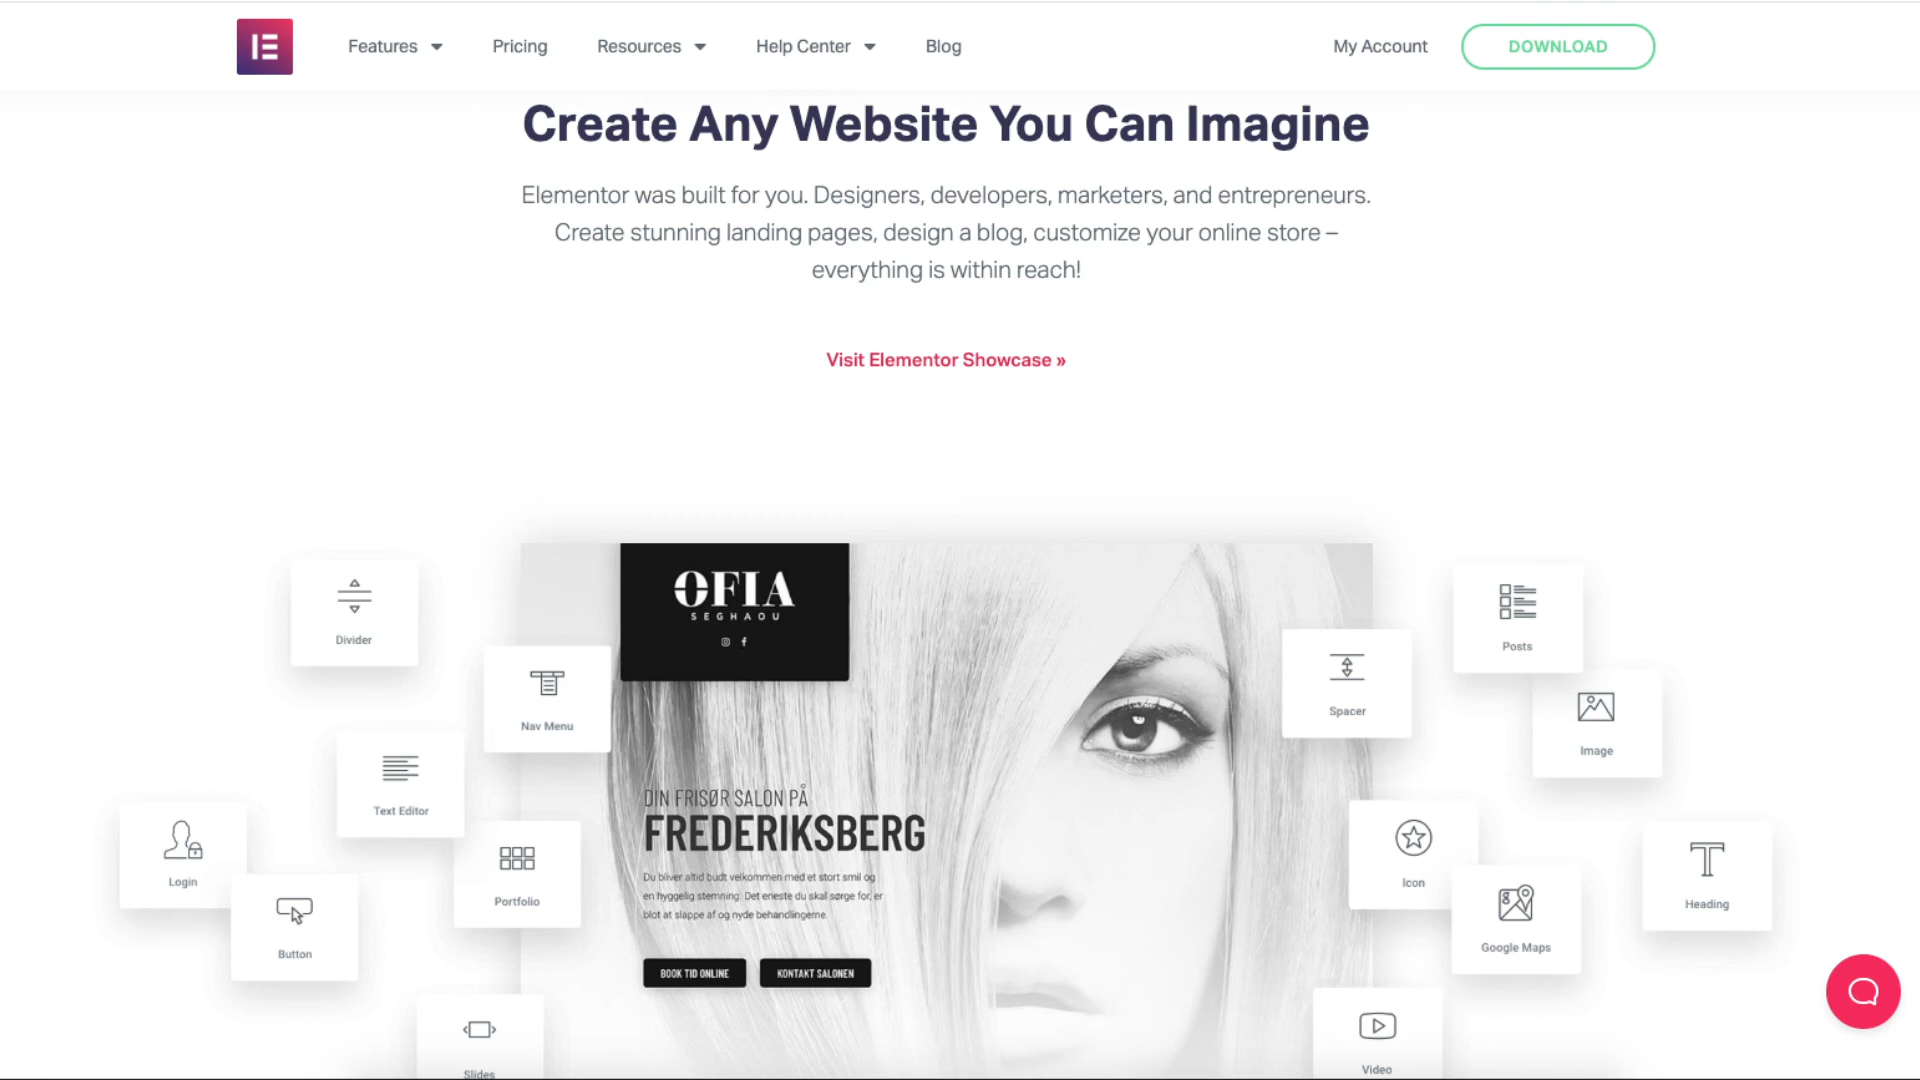 Features
Pricing
Resources
Help Center
Blog
My Account
DOWNLOAD
Create Any Website You Can Imagine
Elementor was built for you. Designers, developers, marketers, and entrepreneurs.
Create stunning landing pages, design a blog, customize your online store –
everything is within reach!
Visit Elementor Showcase »
OFIA
SEGHAOU
Divider
Nav Menu
Text Editor
Login
Button
Portfolio
Slides
DIN FRISØR SALON PÅ
FREDERIKSBERG
Du bliver altid budt velkommen med et stort smil og
en hyggelig stemning. Det eneste du skal sørge for, er
blot at slappe af og nyde behandlingerne.
BOOK TID ONLINE
KONTAKT SALONEN
Spacer
Posts
Image
Icon
Google Maps
Heading
Video